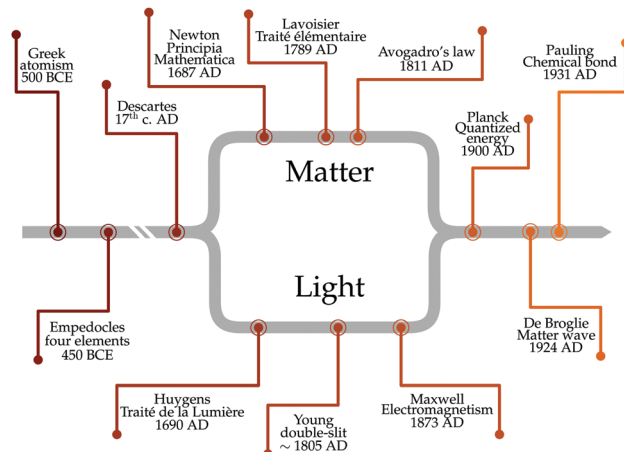 Greek
atomism
500 BCE
Descartes
17th c. AD
Newton
Principia
Mathematica
1687 AD
Lavoisier
Traité élémentaire
1789 AD
Avogadro's law
1811 AD
Planck
Quantized
energy
1900 AD
Pauling
Chemical bond
1931 AD
Matter
Light
Empedocles
four elements
450 BCE
Huygens
Traité de la Lumière
1690 AD
Young
double-slit
~ 1805 AD
Maxwell
Electromagnetism
1873 AD
De Broglie
Matter wave
1924 AD